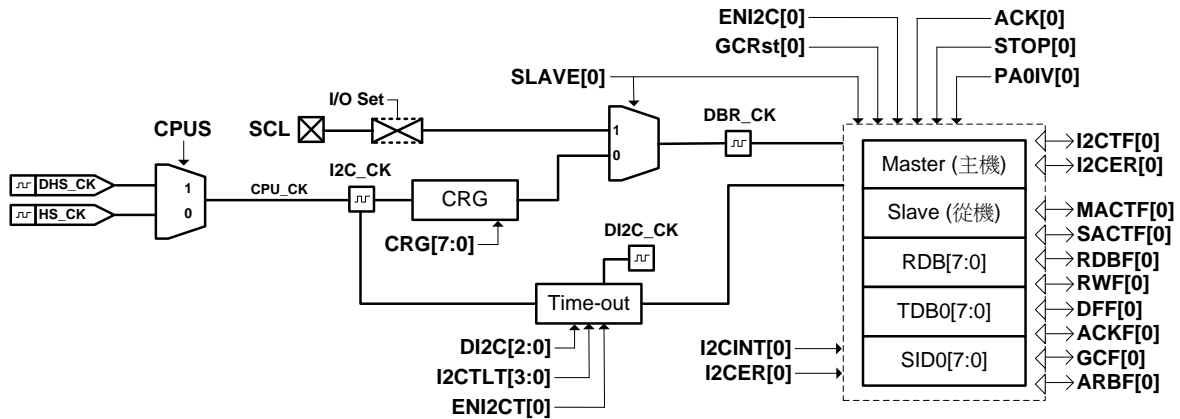 ENI2C[0]
ACK[0]
GCRst[0]
STOP[0]
SLAVE[0]
PA0IV[0]
I/O Set
SCL
DBR_CK
CPUS
1
0
I2CTF[0]
I2CER[0]
Master (主機)
DHS_CK
1
CPU_CK
I2C_CK
CRG
HS_CK
0
Slave (從機)
MACTF[0]
SACTF[0]
CRG[7:0]
DI2C_CK
RDB[7:0]
RDBF[0]
RWF[0]
Time-out
TDB0[7:0]
DFF[0]
ACKF[0]
DI2C[2:0]
I2CINT[0]
SID0[7:0]
GCF[0]
I2CTLT[3:0]
I2CER[0]
ARBF[0]
ENI2CT[0]